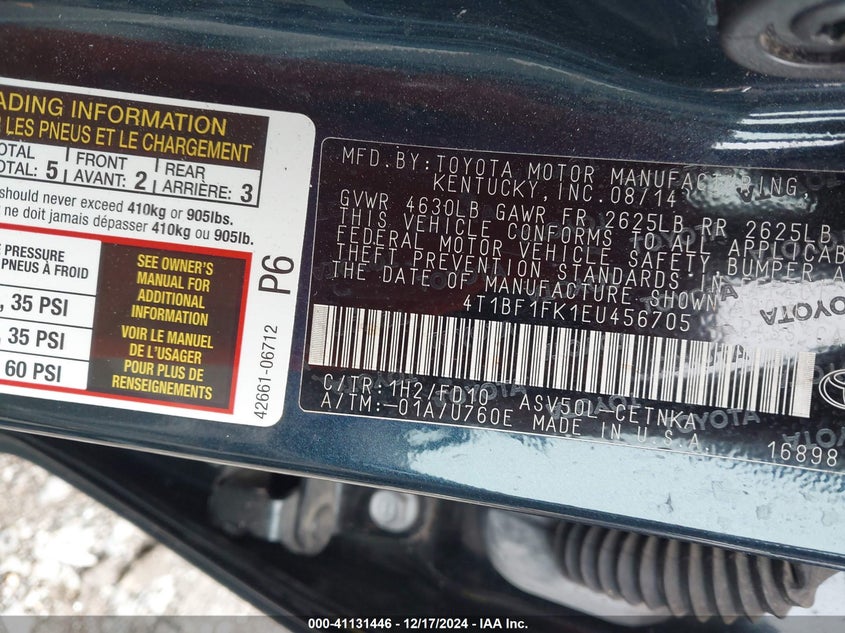 ADING INFORMATION
R LES PNEUS ET LE CHARGEMENT
OTAL FRONT REAR
OTAL: 5 AVANT: 2 ARRIÈRE: 3
should never exceed 410kg or 905lbs.
ne doit jamais dépasser 410kg ou 905lb.
PRESSURE
PNEUS À FROID
, 35 PSI
, 35 PSI
60 PSI
SEE OWNER'S
MANUAL FOR
ADDITIONAL
INFORMATION
VOIR LE MANUEL
DE L'USAGER
POUR PLUS DE
RENSEIGNEMENTS
P6
42661-06712
MFD.BY:TOYOTA MOTOR MANUFACTURING,
KENTUCKY, INC. 08/14
GVWR 4630LB GAWR FR 2625LB RR 2625LB
THIS VEHICLE CONFORMS TO ALL APPLICAB
FEDERAL MOTOR VEHICLE SAFETY,BUMPER A
THEFT PREVENTION STANDARDS IN
THE DATE OF MANUFACTURE SHOWN
4T1BF1FK1EU456705
TOYOTA
C/TR: 1H2/FD10 ASV50L-CETNKA
A/TM:-01A/U760E MADE IN U.S.A.
16898
000-41131446 - 12/17/2024 - IAA Inc.